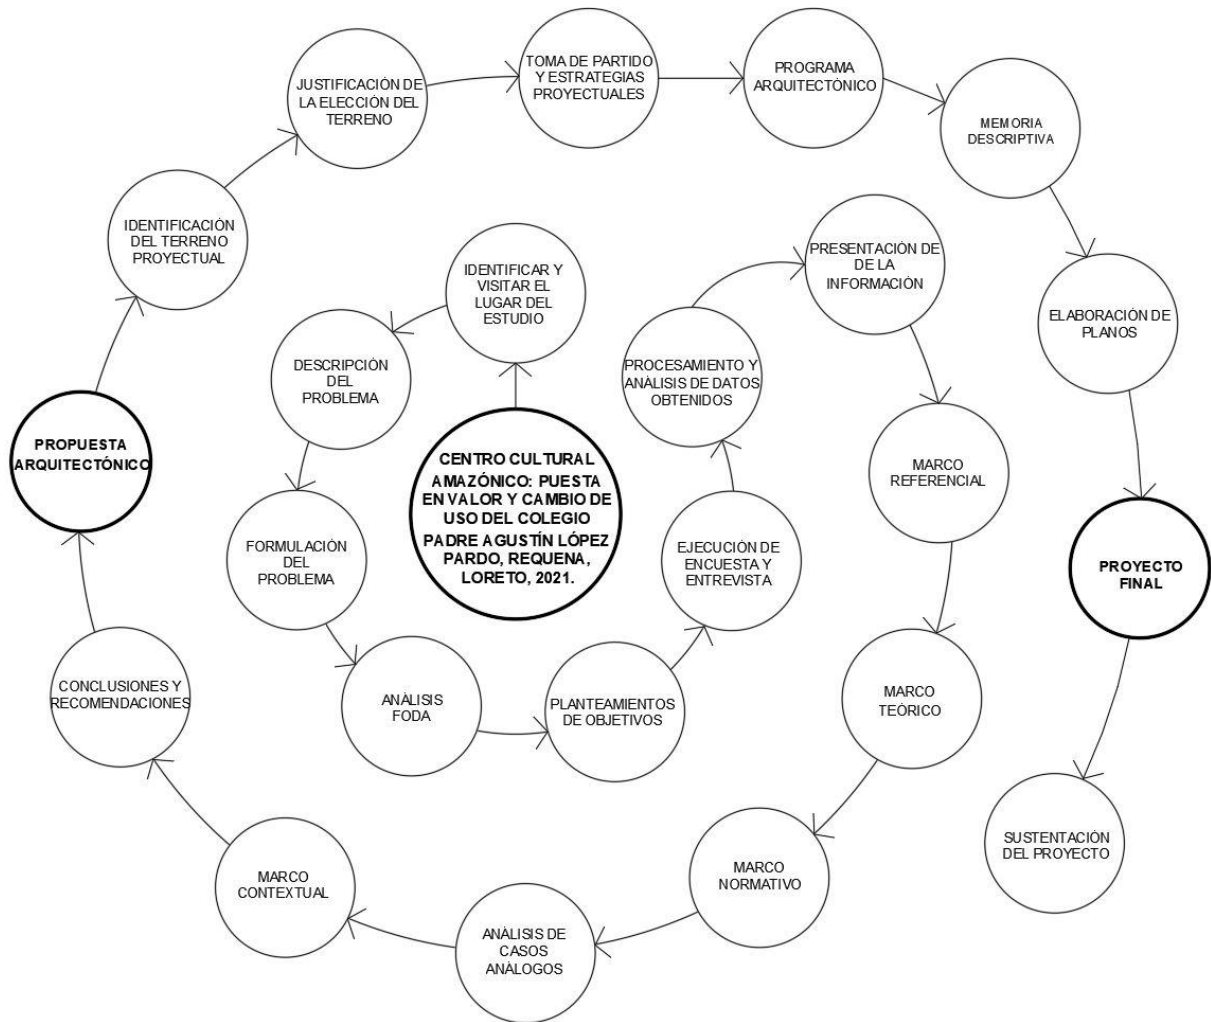 CENTRO CULTURAL
AMAZÓNICO: PUESTA
EN VALOR Y CAMBIO DE
USO DEL COLEGIO
PADRE AGUSTÍN LÓPEZ
PARDO, REQUENA,
LORETO, 2021.
IDENTIFICAR Y
VISITAR EL
LUGAR DEL
ESTUDIO
DESCRIPCIÓN
DEL
PROBLEMA
FORMULACIÓN
DEL
PROBLEMA
ANÀLISIS
FODA
PLANTEAMIENTOS
DE OBJETIVOS
EJECUCIÓN DE
ENCUESTA Y
ENTREVISTA
PROCESAMIENTO Y
ANÀLISIS DE DATOS
OBTENIDOS
PRESENTACIÓN DE
DE LA
INFORMACIÓN
MARCO
REFERENCIAL
MARCO
TEÓRICO
MARCO
NORMATIVO
ANÀLISIS DE
CASOS
ANÀLOGOS
MARCO
CONTEXTUAL
CONCLUSIONES Y
RECOMENDACIONES
PROPUESTA
ARQUITECTÓNICO
IDENTIFICACIÓN
DEL TERRENO
PROYECTUAL
JUSTIFICACIÓN DE
LA ELECCIÓN DEL
TERRENO
TOMA DE PARTIDO
Y ESTRATEGIAS
PROYECTUALES
PROGRAMA
ARQUITECTÓNICO
MEMORIA
DESCRIPTIVA
ELABORACIÓN DE
PLANOS
PROYECTO
FINAL
SUSTENTACIÓN
DEL PROYECTO